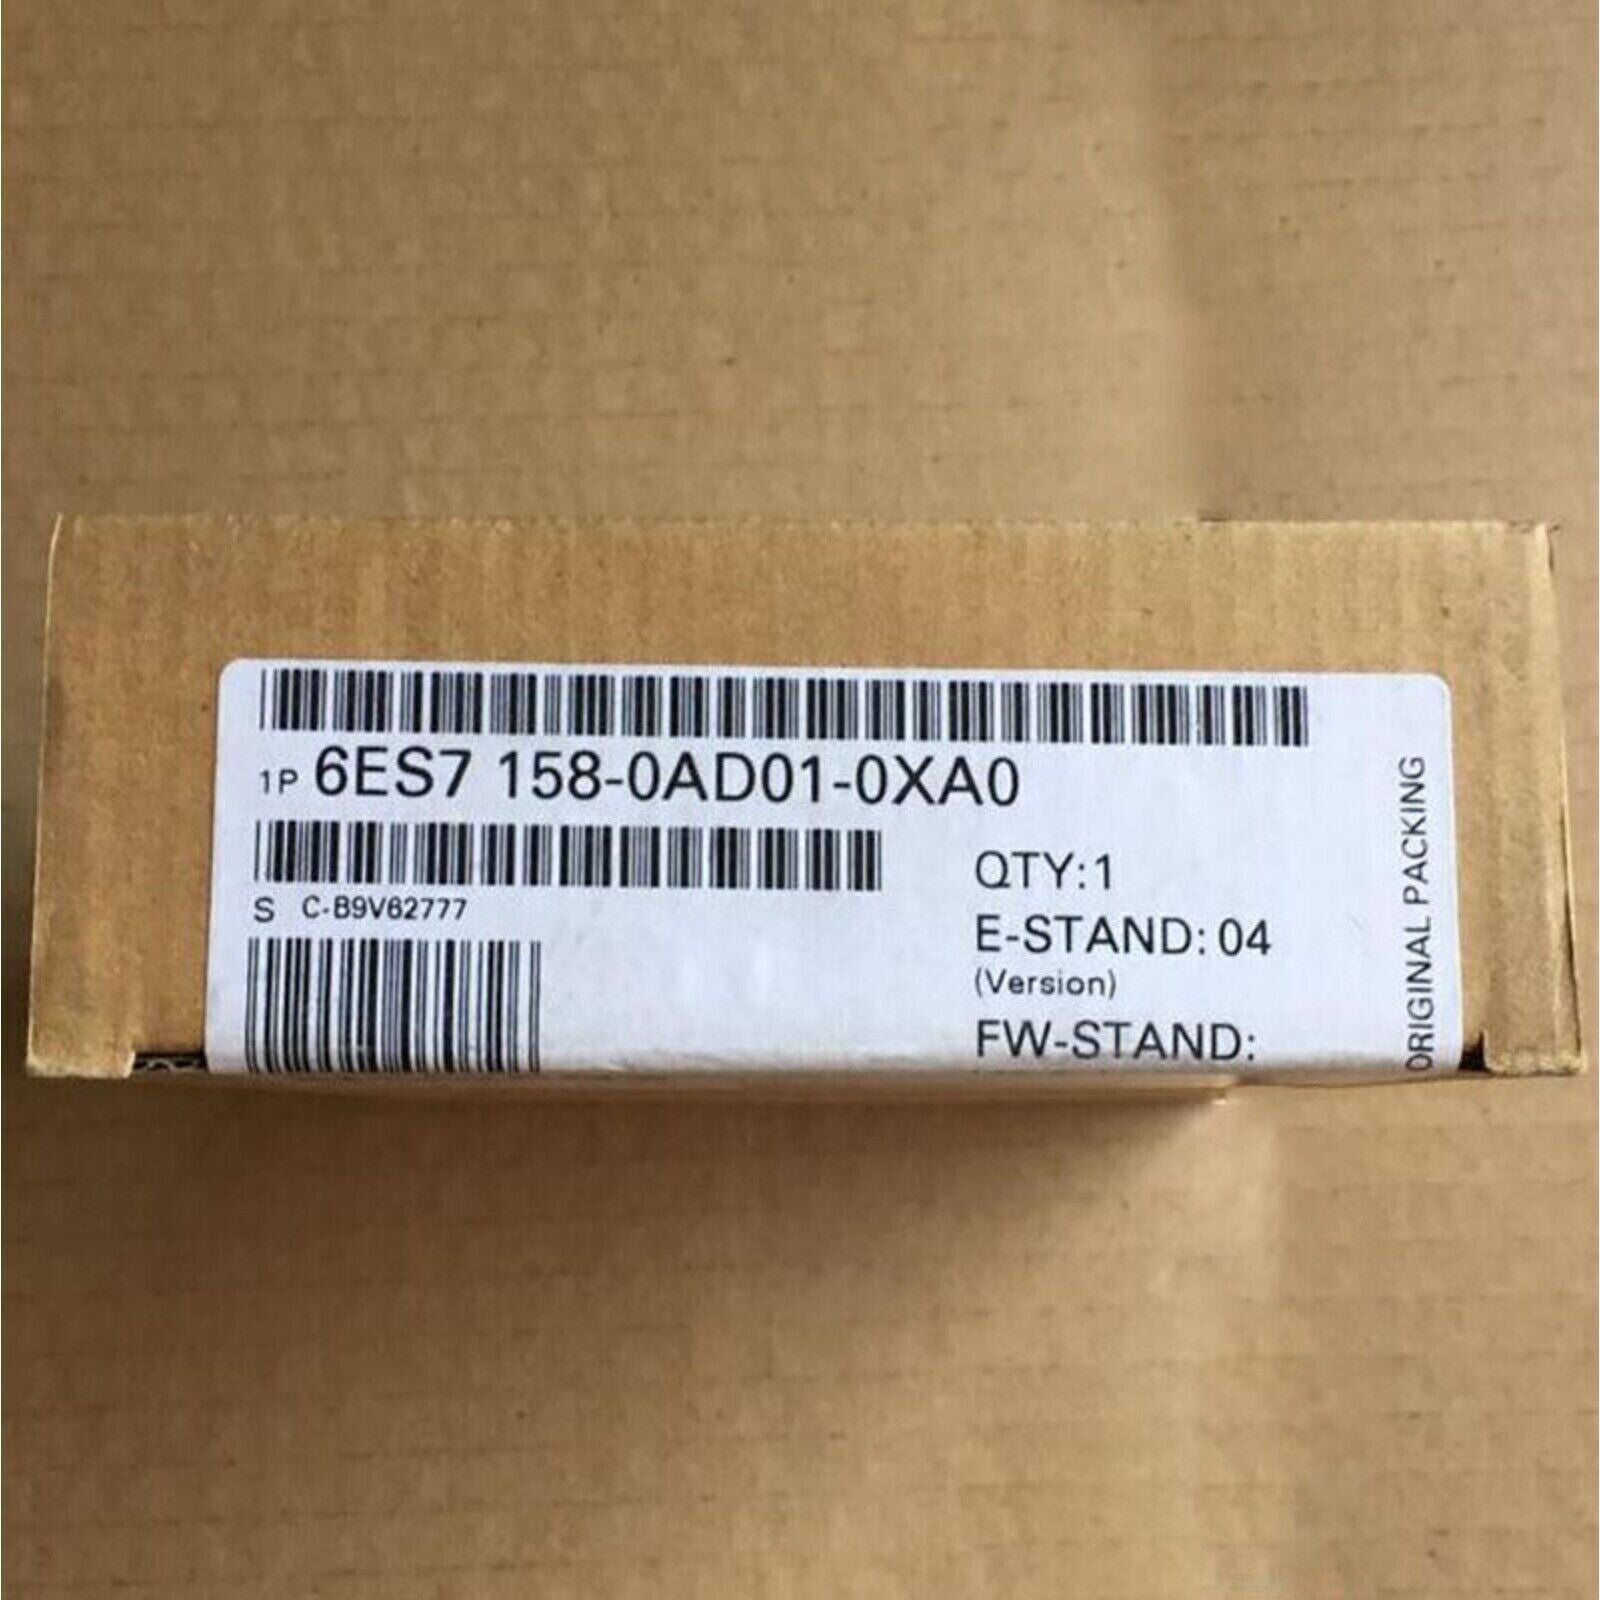 1P 6ES7 158-0AD01-0XA0
S C-B9V62777
QTY:1
E-STAND: 04
(Version)
FW-STAND:
ORIGINAL PACKING